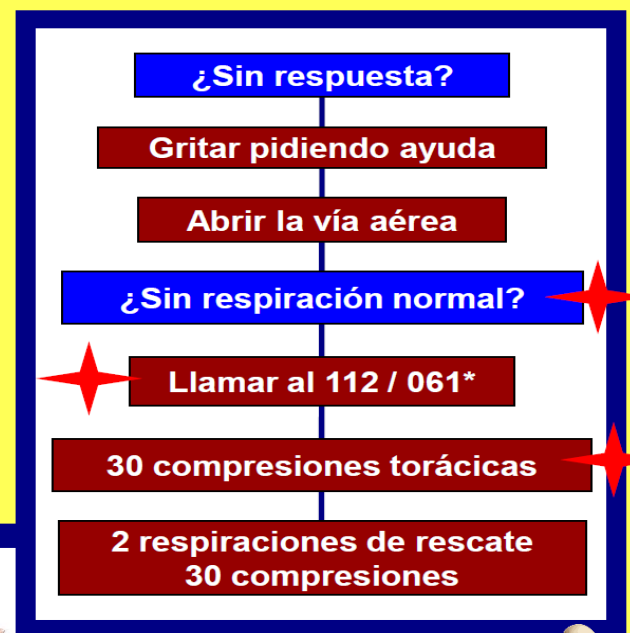 ¿Sin respuesta?
Gritar pidiendo ayuda
Abrir la vía aérea
¿Sin respiración normal?
Llamar al 112 / 061*
30 compresiones torácicas
2 respiraciones de rescate
30 compresiones